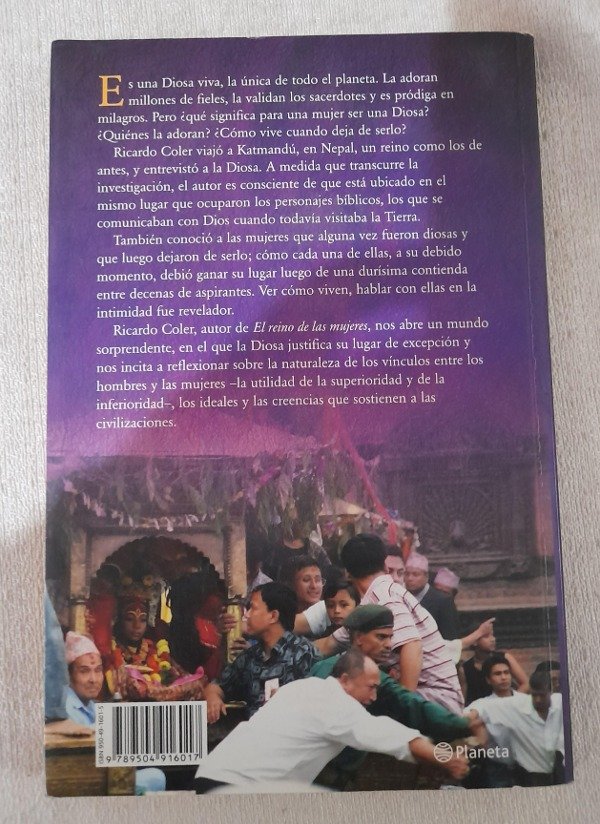 Es una Diosa viva, la única de todo el planeta. La adoran
millones de fieles, la validan los sacerdotes y es pródiga en
milagros. Pero ¿qué significa para una mujer ser una Diosa?
¿Quiénes la adoran? ¿Cómo vive cuando deja de serlo?
Ricardo Coler viajó a Katmandú, en Nepal, un reino como los de
antes, y entrevistó a la Diosa. A medida que transcurre la
investigación, el autor es consciente de que está ubicado en el
mismo lugar que ocuparon los personajes bíblicos, los que se
comunicaban con Dios cuando todavía visitaba la Tierra.
También conoció a las mujeres que alguna vez fueron diosas y
que luego dejaron de serlo; cómo cada una de ellas, a su debido
momento, debió ganar su lugar luego de una durísima contienda
entre decenas de aspirantes. Ver cómo viven, hablar con ellas en la
intimidad fue revelador.
Ricardo Coler, autor de El reino de las mujeres, nos abre un mundo
sorprendente, en el que la Diosa justifica su lugar de excepción y
nos incita a reflexionar sobre la naturaleza de los vínculos entre los
hombres y las mujeres –la utilidad de la superioridad y de la
inferioridad–, los ideales y las creencias que sostienen a las
civilizaciones.
ISBN 950-49-1601-5
9 789504 916017
Planeta